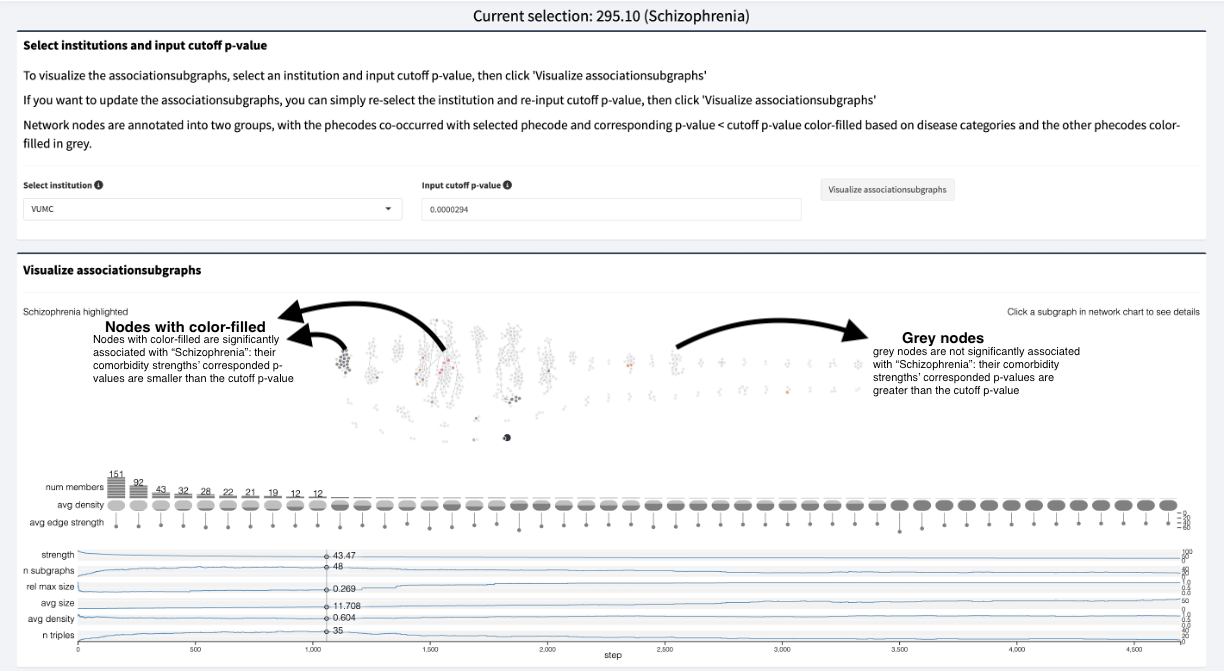 Current selection: 295.10 (Schizophrenia)
Select institutions and input cutoff p-value
To visualize the associationsubgraphs, select an institution and input cutoff p-value, then click 'Visualize associationsubgraphs'
If you want to update the associationsubgraphs, you can simply re-select the institution and re-input cutoff p-value, then click 'Visualize associationsubgraphs'
Network nodes are annotated into two groups, with the phecodes co-occurred with selected phecode and corresponding p-value < cutoff p-value color-filled based on disease categories and the other phecodes color-
filled in grey.
Select institution
Input cutoff p-value
Visualize associationsubgraphs
VUMC
0.0000294
Visualize associationsubgraphs
Schizophrenia highlighted
Click a subgraph in network chart to see details
Nodes with color-filled
Nodes with color-filled are significantly
associated with “Schizophrenia”: their
comorbidity strengths’ corresponded p-
values are smaller than the cutoff p-value
Grey nodes
grey nodes are not significantly associated
with “Schizophrenia”: their comorbidity
strengths’ corresponded p-values are
greater than the cutoff p-value
num members 151 92 43 32 28 22 21 19 12 12
avg density
avg edge strength
strength 43.47 100
n subgraphs 48
rel max size 0.269
avg size 11.708 50
avg density 0.604
n triples 35
0 500 1,000 1,500 2,000 2,500 3,000 3,500 4,000 4,500
step